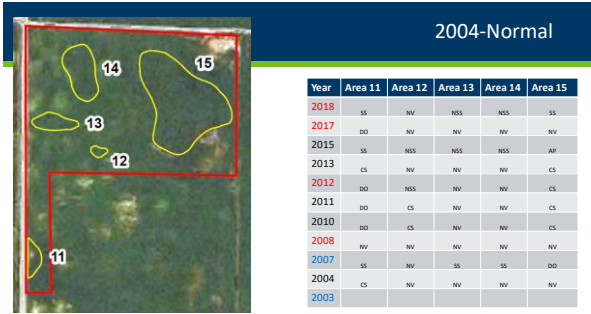 2004-Normal
14
15
13
12
11
Year Area 11 Area 12 Area 13 Area 14 Area 15
2018 SS NV NSS NSS SS
2017 DO NV NV NV NV
2015 SS NSS NSS NSS AP
2013 CS NV NV NV CS
2012 DO NSS NV NV CS
2011 DO CS NV NV CS
2010 DO CS NV NV CS
2008 NV NV NV NV NV
2007 SS NV SS SS DO
2004 CS NV NV NV NV
2003